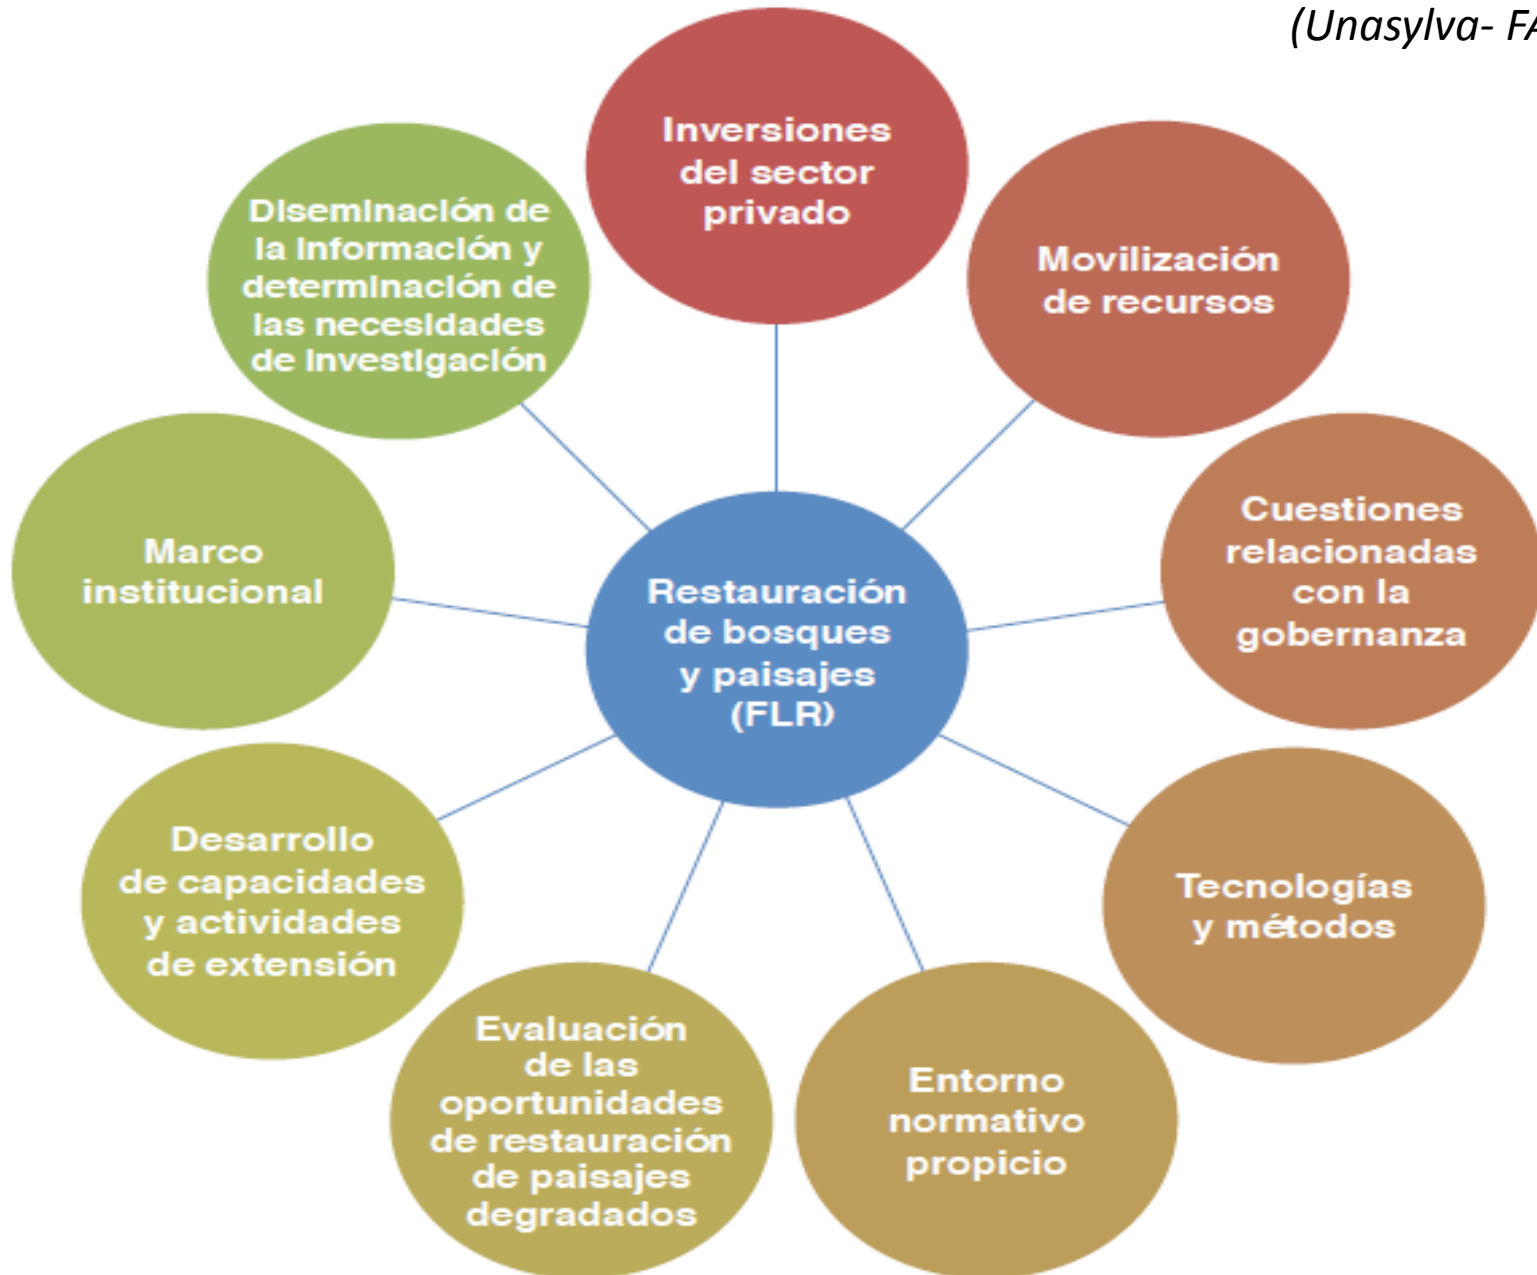 (Unasylva- FA
Inversiones
del sector
privado
Movilización
de recursos
Cuestiones
relacionadas
con la
gobernanza
Tecnologías
y métodos
Entorno
normativo
propicio
Evaluación
de las
oportunidades
de restauración
de paisajes
degradados
Desarrollo
de capacidades
y actividades
de extensión
Marco
institucional
Diseminación de
la información y
determinación de
las necesidades
de investigación
Restauración
de bosques
y paisajes
(FLR)